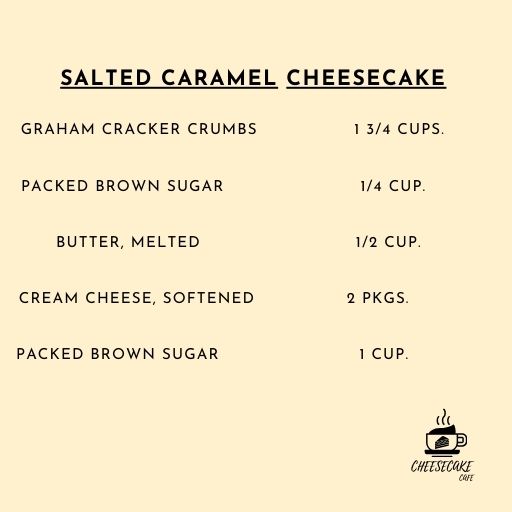 SALTED CARAMEL CHEESECAKE
GRAHAM CRACKER CRUMBS 1 3/4 CUPS.
PACKED BROWN SUGAR 1/4 CUP.
BUTTER, MELTED 1/2 CUP.
CREAM CHEESE, SOFTENED 2 PKGS.
PACKED BROWN SUGAR 1 CUP.
CHEESECAKE
CAFE